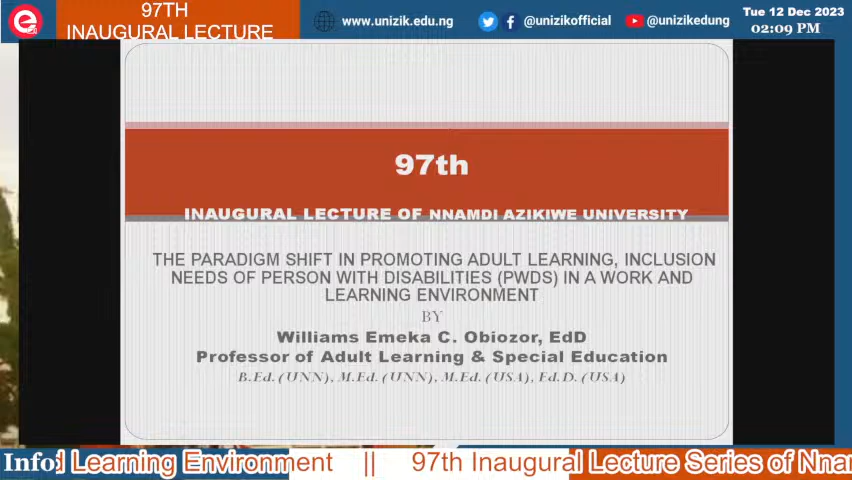 97TH
INAUGURAL LECTURE
www.unizik.edu.ng
@unizikofficial
@unizikedung
Tue 12 Dec 2023
02:09 PM
97th
INAUGURAL LECTURE OF NNAMDI AZIKIWE UNIVERSITY
THE PARADIGM SHIFT IN PROMOTING ADULT LEARNING, INCLUSION
NEEDS OF PERSON WITH DISABILITIES (PWDS) IN A WORK AND
LEARNING ENVIRONMENT
BY
Williams Emeka C. Obiozor, EdD
Professor of Adult Learning & Special Education
B.Ed. (UNN), M.Ed. (UNN), M.Ed. (USA), Ed.D. (USA)
Info: d Learning Environment || 97th Inaugural Lecture Series of Nnam